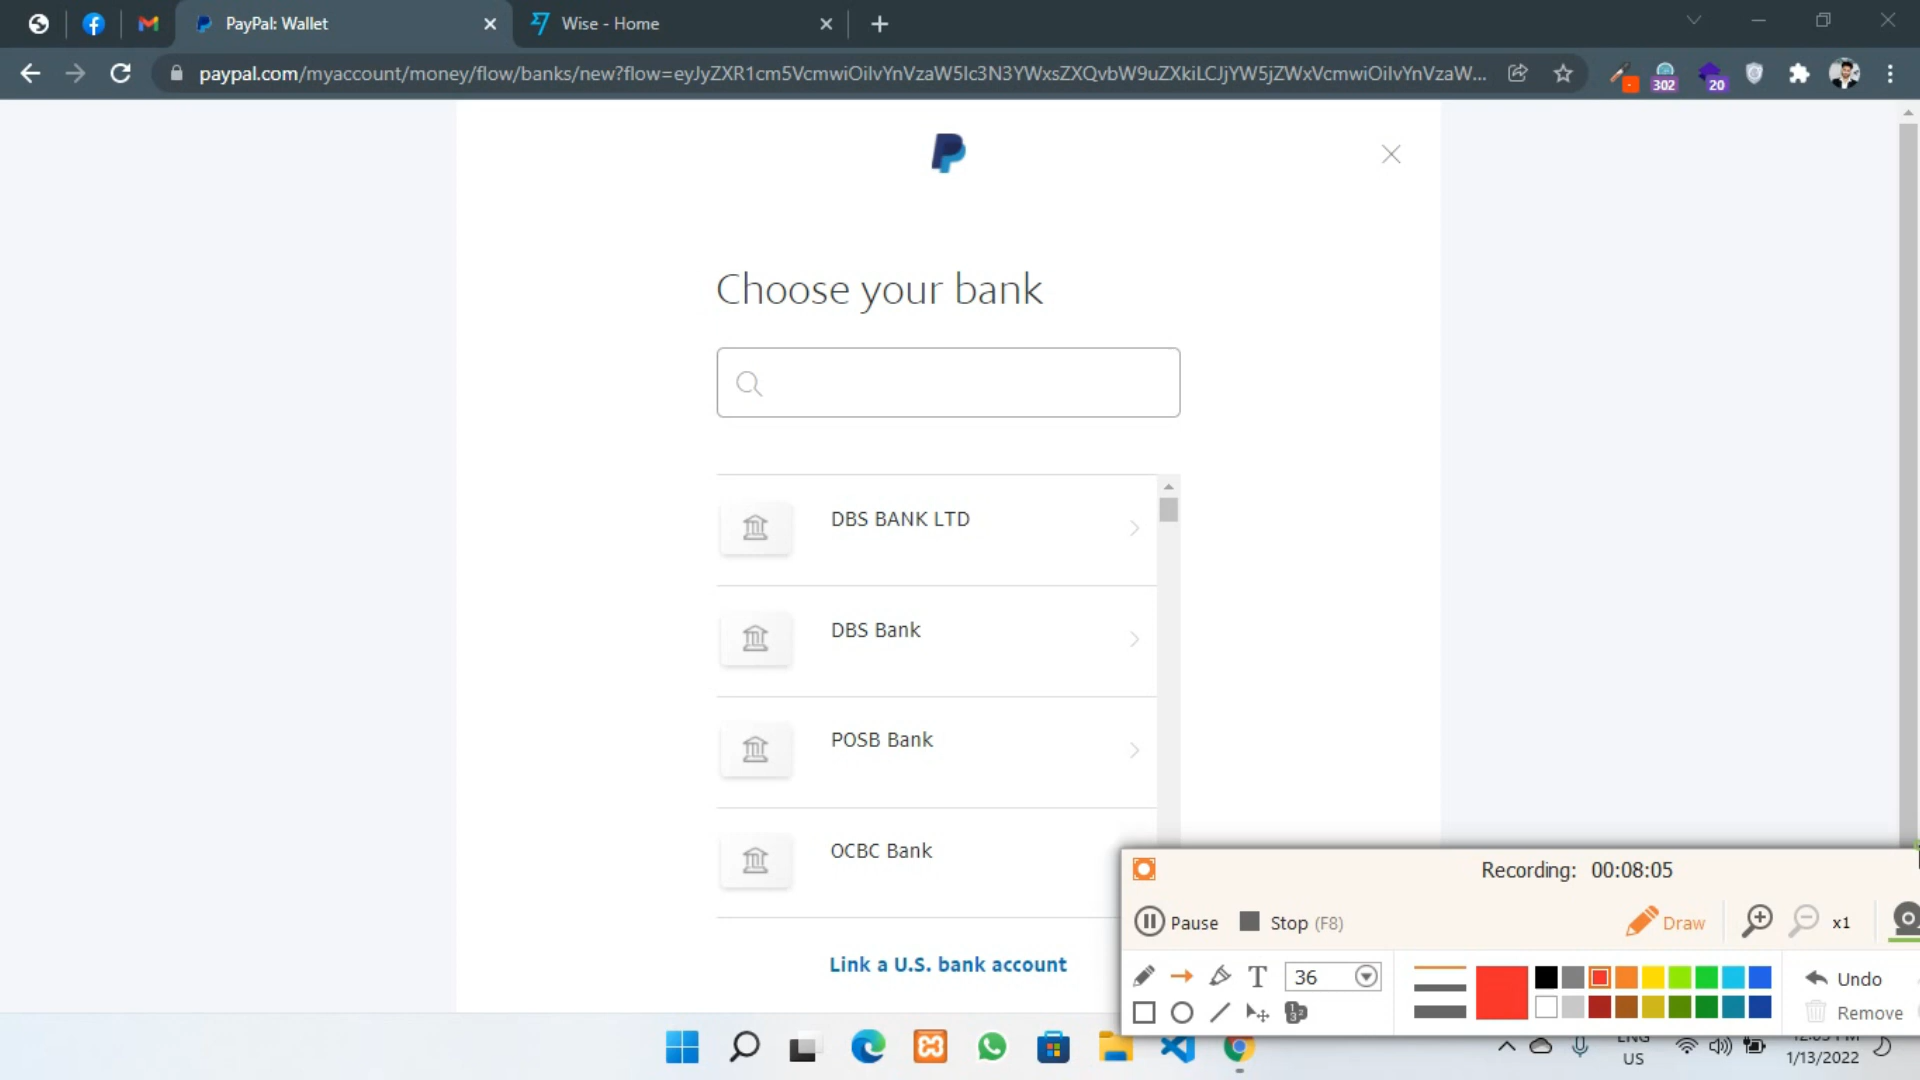 PayPal: Wallet
Wise - Home
paypal.com/myaccount/money/flow/banks/new?flow=eyJyZXR1cm5VcmwiOiIvYnVzaW5lc3N3YWxsZXQvbW9uZXkiLCJjYW5jZWxVcmwiOiIvYnVzaW...
302
20
Choose your bank
DBS BANK LTD
DBS Bank
POSB Bank
OCBC Bank
Link a U.S. bank account
Recording: 00:08:05
Pause
Stop (F8)
Draw
x1
T
36
Undo
Remove
ENG
US
1/13/2022